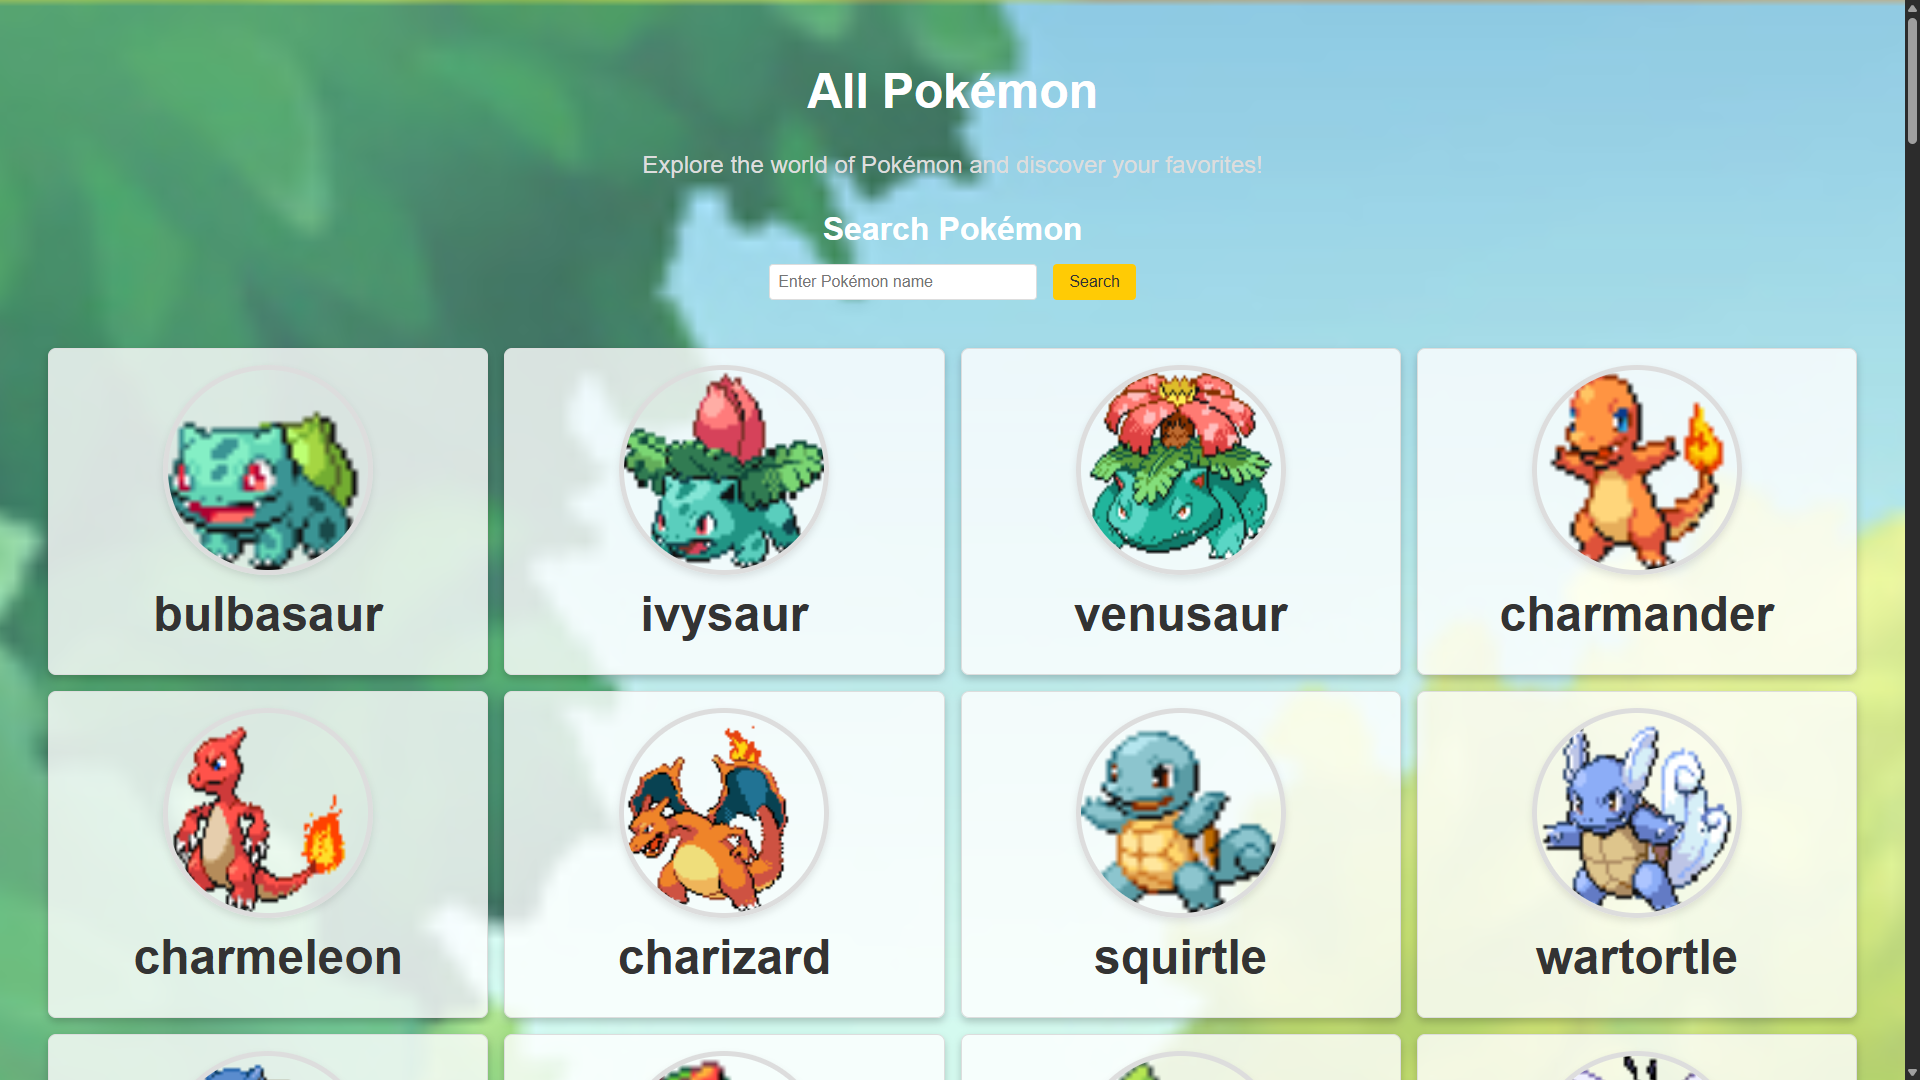 All Pokémon
Explore the world of Pokémon and discover your favorites!
Search Pokémon
Enter Pokémon name
Search
bulbasaur
ivysaur
venusaur
charmander
charmeleon
charizard
squirtle
wartortle